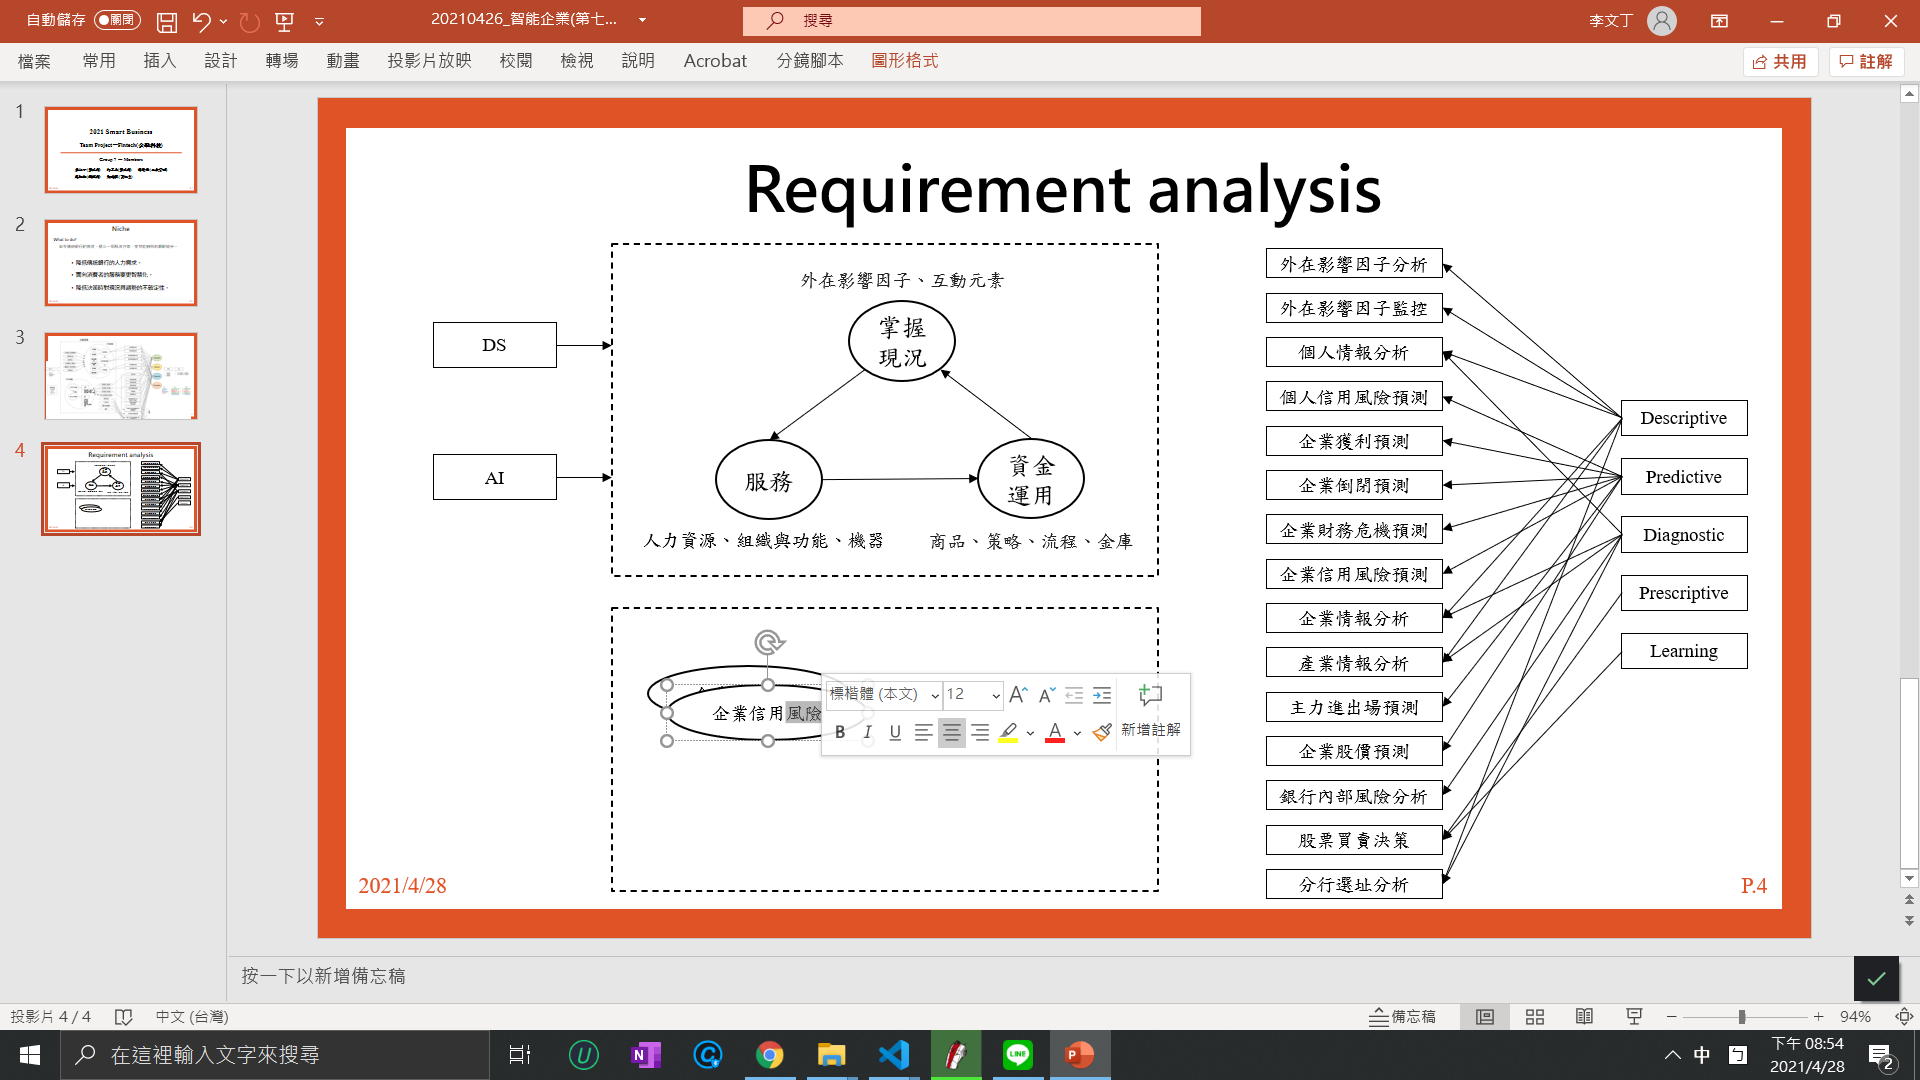 自動儲存
關閉
20210426_智能企業(第七...
搜尋
李文丁
檔案 常用 插入 設計 轉場 動畫 投影片放映 校閱 檢視 說明 Acrobat 分鏡腳本 圖形格式
共用
註解
1
2021 Smart Business
Team Project－Fintech(金融科技)
2
Niche
What to do?
3
4
Requirement analysis
Requirement analysis
DS
AI
外在影響因子、互動元素
掌握
現況
服務
資金
運用
人力資源、組織與功能、機器
商品、策略、流程、金庫
企業信用風險
外在影響因子分析
外在影響因子監控
個人情報分析
個人信用風險預測
企業獲利預測
企業倒閉預測
企業財務危機預測
企業信用風險預測
企業情報分析
產業情報分析
主力進出場預測
企業股價預測
銀行內部風險分析
股票買賣決策
分行選址分析
Descriptive
Predictive
Diagnostic
Prescriptive
Learning
2021/4/28
P.4
標楷體 (本文)
12
B I U
A
新增註解
按一下以新增備忘稿
投影片 4 / 4
中文 (台灣)
備忘稿
94%
在這裡輸入文字來搜尋
中
下午 08:54
2021/4/28
2